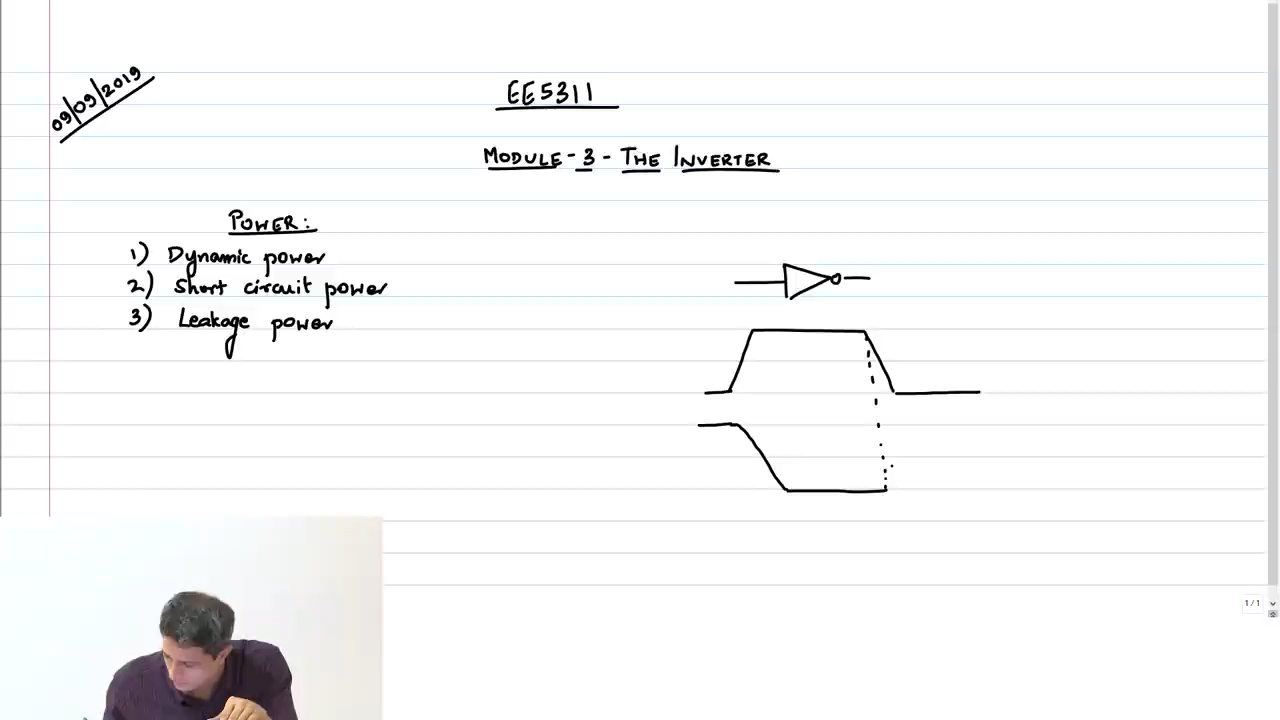 09/09/2019
EE5311
MODULE-3-THE INVERTER
POWER:
1) Dynamic power
2) Short circuit power
3) Leakage power
1/1